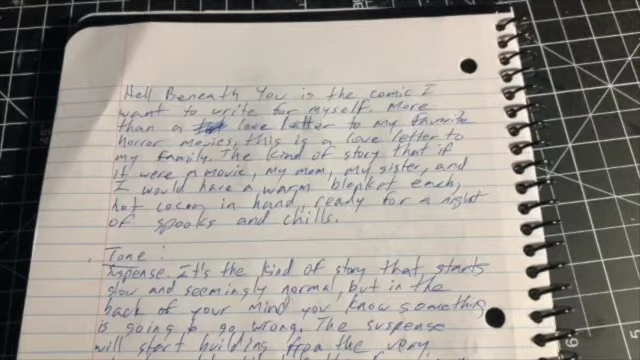 Hell Beneath You is the comic I
want to write for myself. More
than a love letter to my favorite
horror movies, this is a love letter to
my family. The kind of story that if
it were a movie, my mom, my sister, and
I would have a warm blanket each,
hot cocoa in hand, ready for a night
of spooks and chills.
Tone:
Suspense. It's the kind of story that, starts
slow and seemingly normal, but in the
back of your mind you know something
is going to go wrong. The suspense
will start building from the very